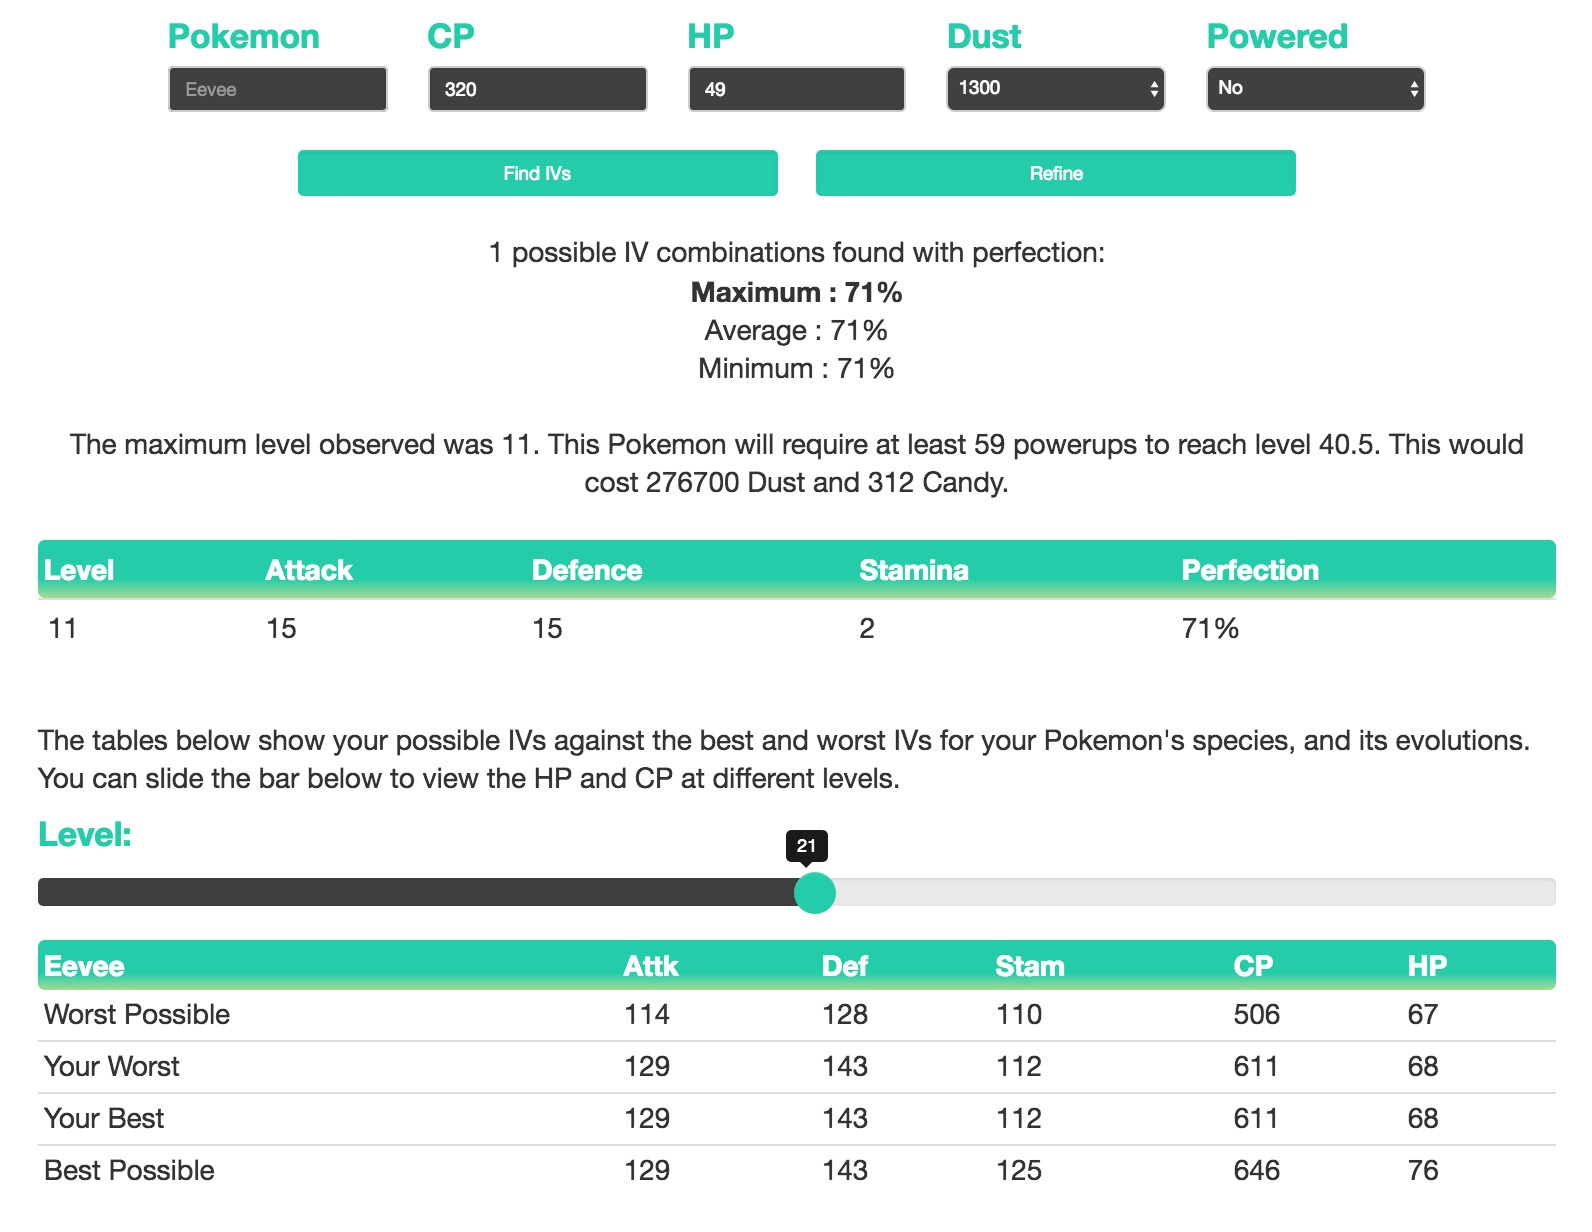 Pokemon CP HP Dust Powered
Eevee 320 49 1300 No
Find IVs Refine
1 possible IV combinations found with perfection:
Maximum : 71%
Average : 71%
Minimum : 71%
The maximum level observed was 11. This Pokemon will require at least 59 powerups to reach level 40.5. This would
cost 276700 Dust and 312 Candy.
Level Attack Defence Stamina Perfection
11 15 15 2 71%
The tables below show your possible IVs against the best and worst IVs for your Pokemon's species, and its evolutions.
You can slide the bar below to view the HP and CP at different levels.
Level:
21
Eevee Attk Def Stam CP HP
Worst Possible 114 128 110 506 67
Your Worst 129 143 112 611 68
Your Best 129 143 112 611 68
Best Possible 129 143 125 646 76